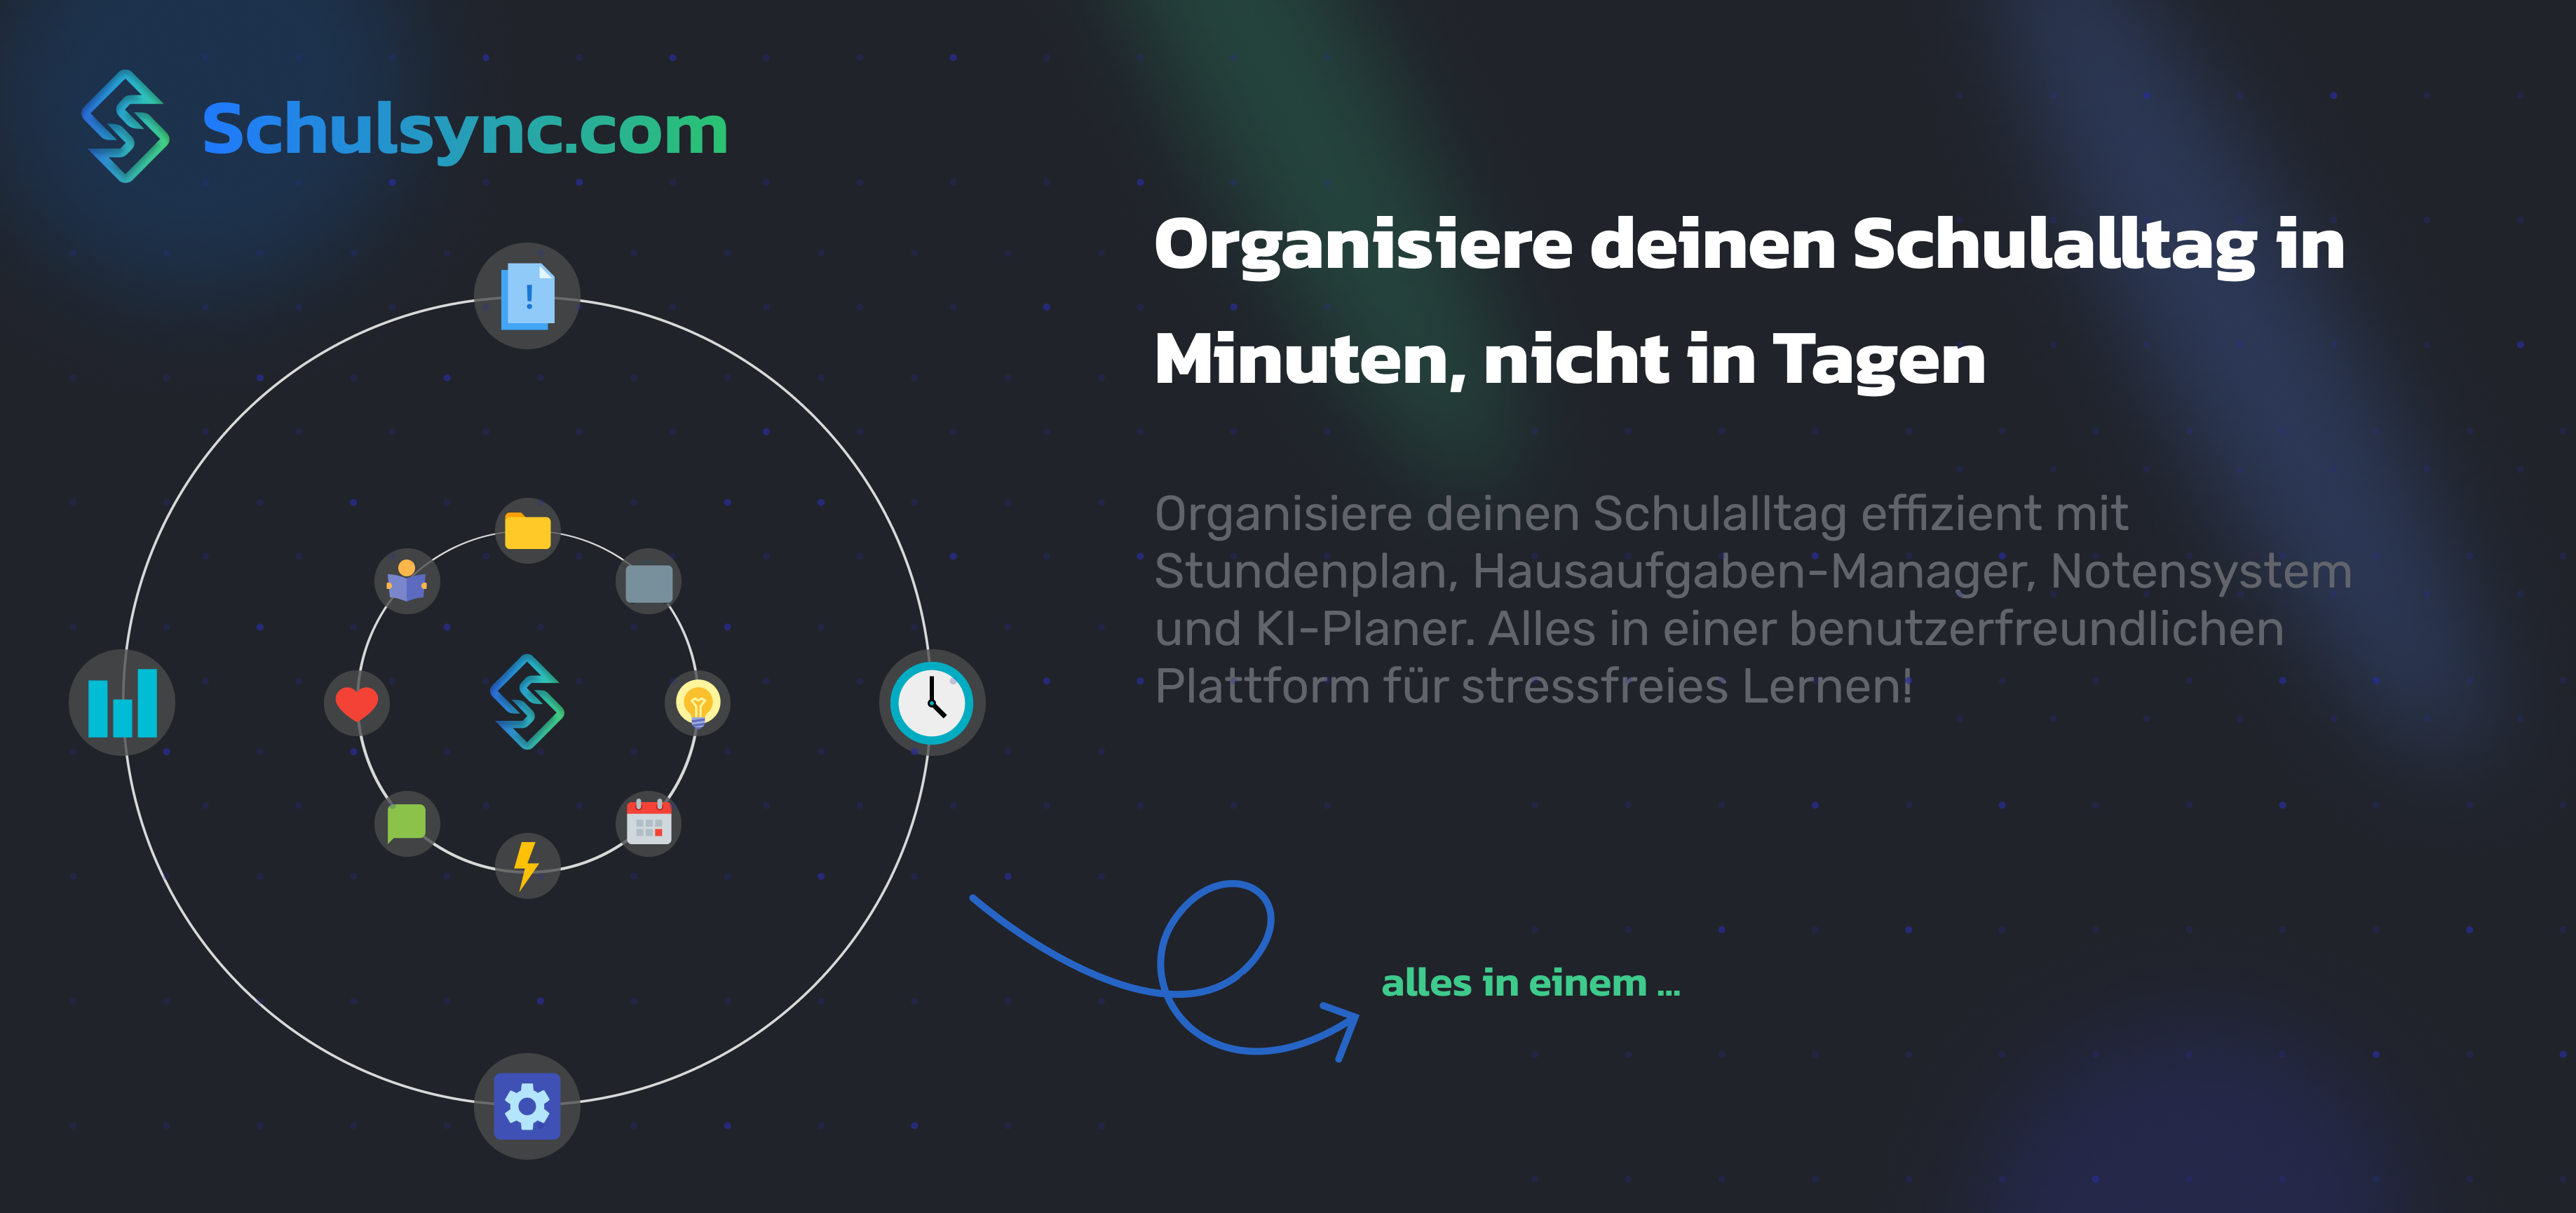 Schulsync.com
Organisiere deinen Schulalltag in
Minuten, nicht in Tagen
Organisiere deinen Schulalltag effizient mit
Stundenplan, Hausaufgaben-Manager, Notensystem
und KI-Planer. Alles in einer benutzerfreundlichen
Plattform für stressfreies Lernen!
alles in einem ...